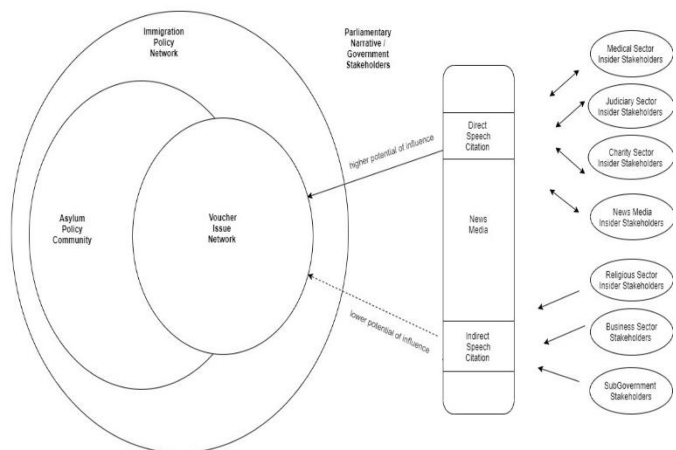 Immigration
Policy
Network
Parliamentary
Narrative /
Government
Stakeholders
Asylum
Policy
Community
Voucher
Issue
Network
higher potential of influence
lower potential of influence
Direct
Speech
Citation
News
Media
Indirect
Speech
Citation
Medical Sector
Insider Stakeholders
Judiciary Sector
Insider Stakeholders
Charity Sector
Insider Stakeholders
News Media
Insider Stakeholders
Religious Sector
Insider Stakeholders
Business Sector
Stakeholders
SubGovernment
Stakeholders